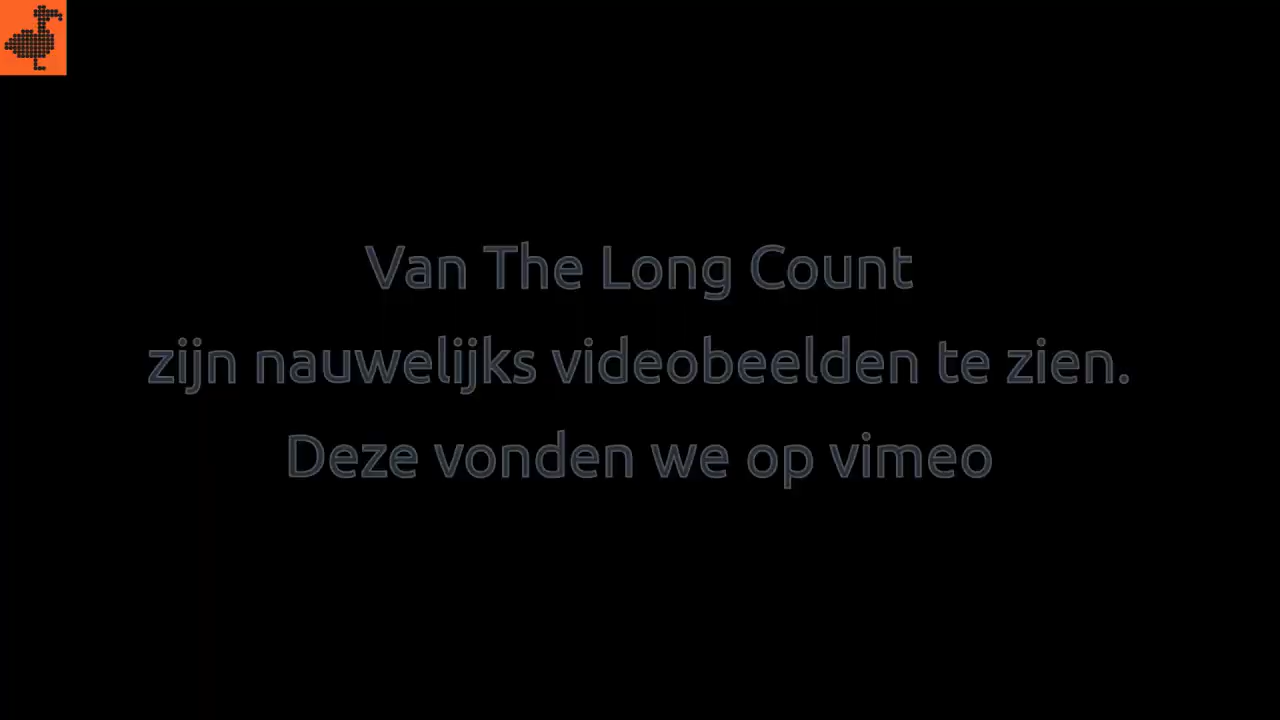 Van The Long Count
zijn nauwelijks videobeelden te zien.
Deze vonden we op vimeo